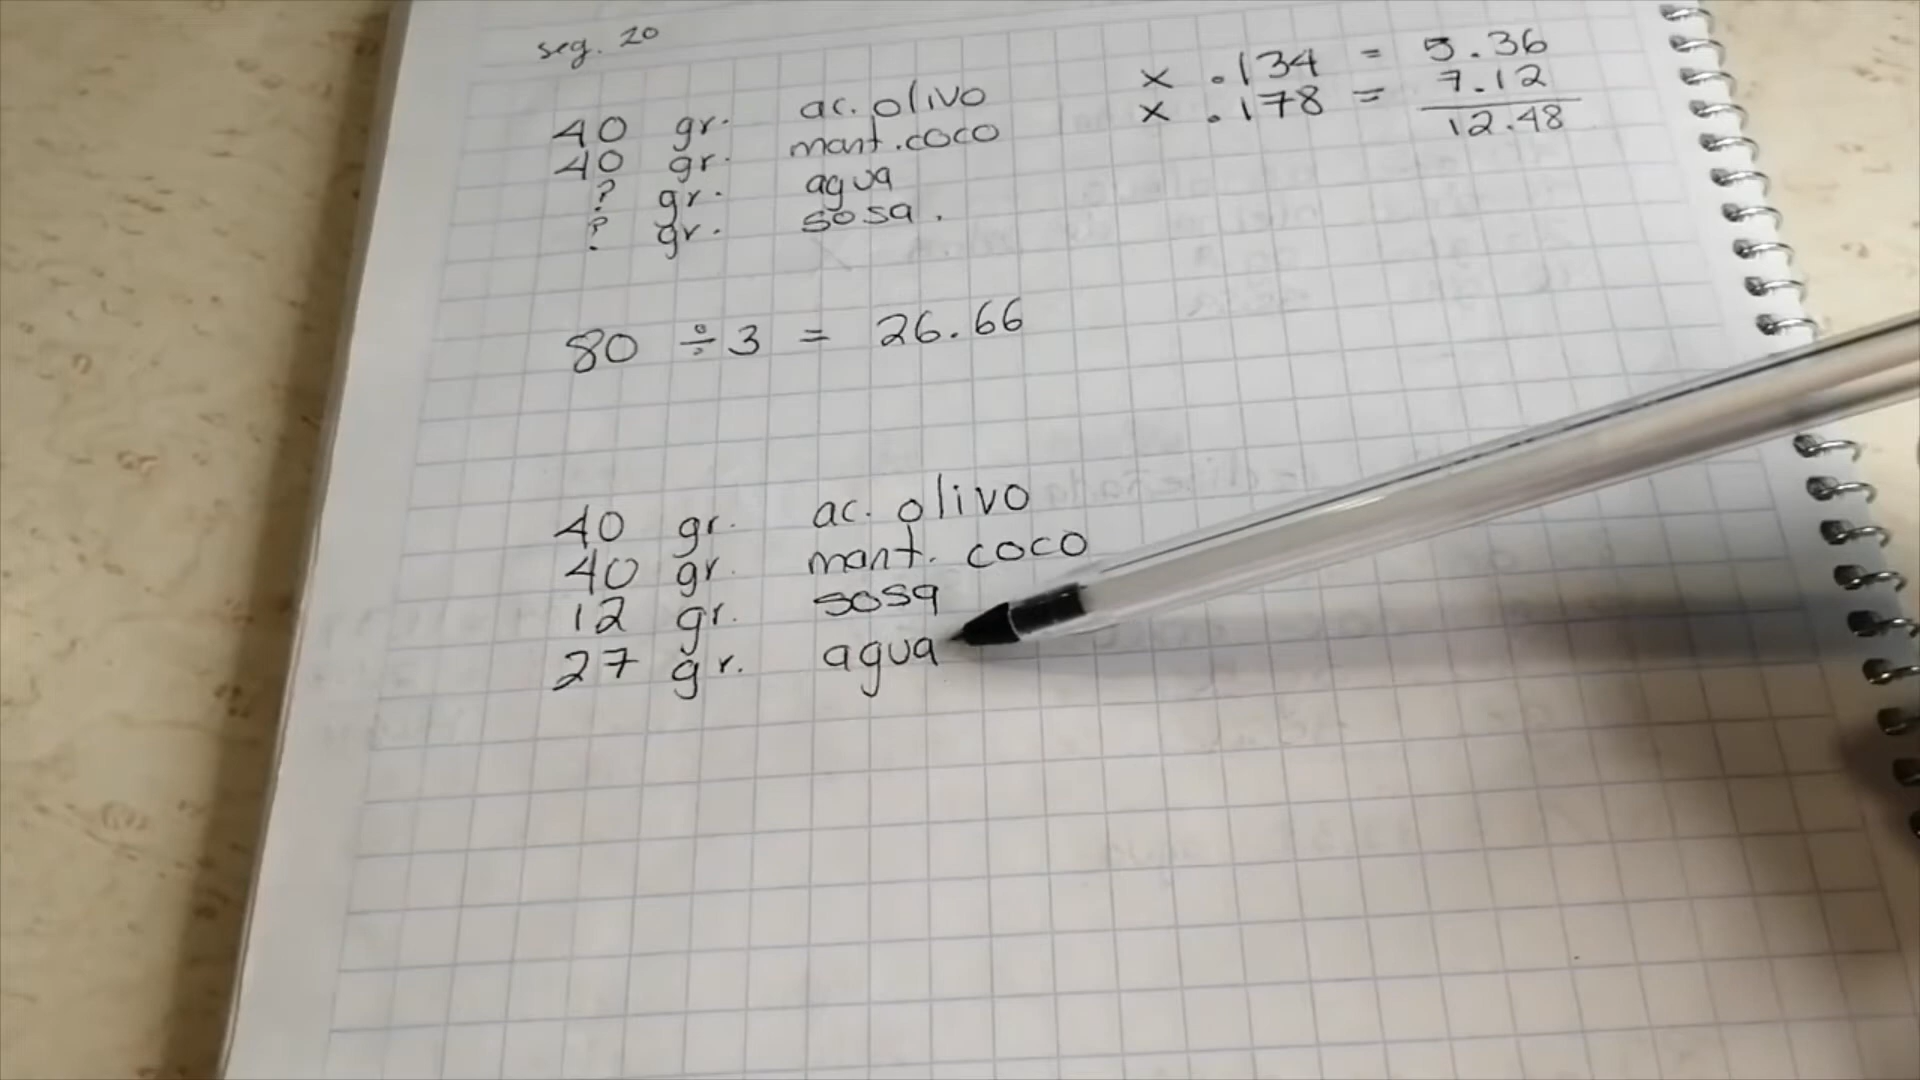 seg. 20
40 gr. ac. olivo x .134 = 5.36
40 gr. mant. coco x .178 = 7.12
? gr. agua 12.48
? gr. sosa.
80 ÷ 3 = 26.66
40 gr. ac. olivo
40 gr. mant. coco
12 gr. sosa
27 gr. agua